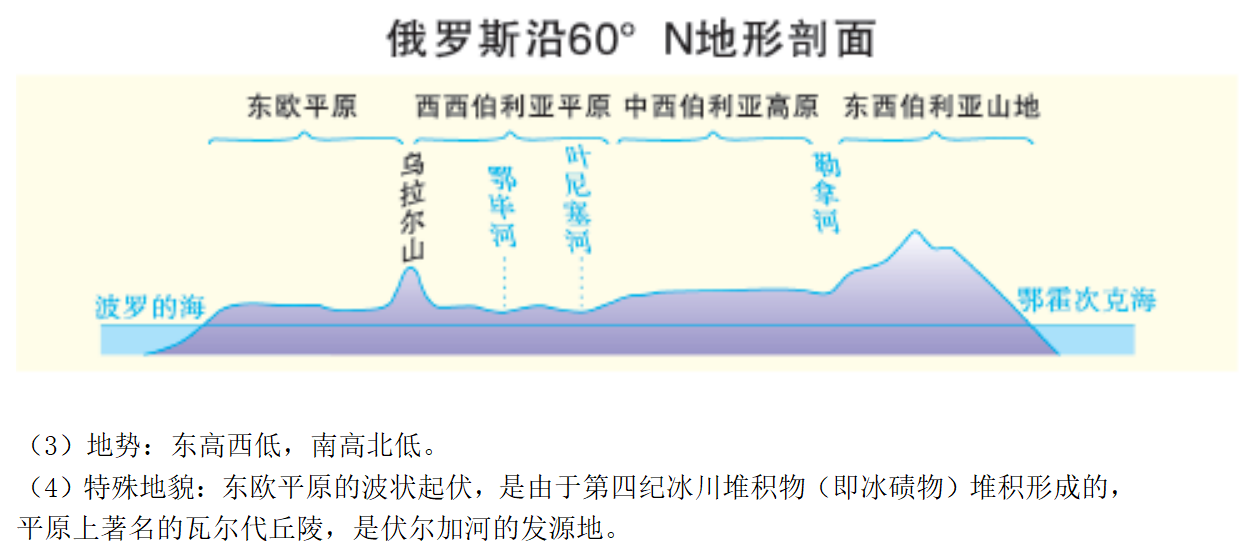 俄罗斯沿60° N地形剖面
东欧平原 西西伯利亚平原 中西伯利亚高原 东西伯利亚山地
乌拉尔山
鄂毕河
叶尼塞河
勒拿河
波罗的海
鄂霍次克海
（3）地势：东高西低，南高北低。
（4）特殊地貌：东欧平原的波状起伏，是由于第四纪冰川堆积物（即冰碛物）堆积形成的，
平原上著名的瓦尔代丘陵，是伏尔加河的发源地。